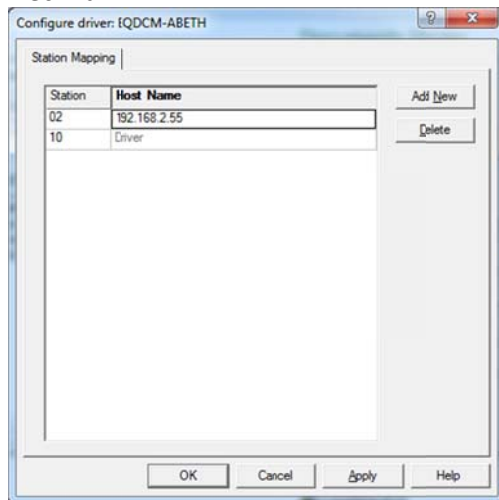 Configure driver: EQDCM-ABETH
Station Mapping
Station Host Name
02 192.168.2.55
10 Driver
Add New
Delete
OK Cancel Apply Help